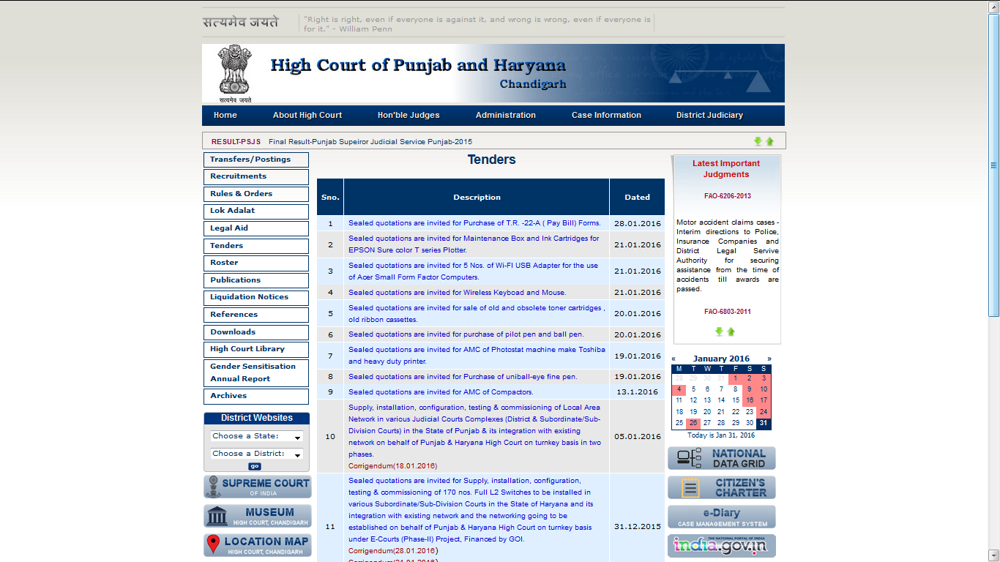 सत्यमेव जयते
"Right is right, even if everyone is against it, and wrong is wrong, even if everyone is
for it." - William Penn
सत्यमेव जयते
High Court of Punjab and Haryana
Chandigarh
Home About High Court Hon'ble Judges Administration Case Information District Judiciary
RESULT-PSJS Final Result-Punjab Supeiror Judicial Service Punjab-2015
Transfers/Postings
Recruitments
Rules & Orders
Lok Adalat
Legal Aid
Tenders
Roster
Publications
Liquidation Notices
References
Downloads
High Court Library
Gender Sensitisation
Annual Report
Archives
District Websites
Choose a State:
Choose a District:
go
SUPREME COURT
OF INDIA
MUSEUM
HIGH COURT, CHANDIGARH
LOCATION MAP
HIGH COURT, CHANDIGARH
Tenders
Sno. Description Dated
1 Sealed quotations are invited for Purchase of T.R. -22-A ( Pay Bill) Forms. 28.01.2016
2 Sealed quotations are invited for Maintenance Box and Ink Cartridges for
EPSON Sure color T series Plotter. 21.01.2016
3 Sealed quotations are invited for 5 Nos. of Wi-FI USB Adapter for the use
of Acer Small Form Factor Computers. 21.01.2016
4 Sealed quotations are invited for Wireless Keyboad and Mouse. 21.01.2016
5 Sealed quotations are invited for sale of old and obsolete toner cartridges ,
old ribbon cassettes. 20.01.2016
6 Sealed quotations are invited for purchase of pilot pen and ball pen. 20.01.2016
7 Sealed quotations are invited for AMC of Photostat machine make Toshiba
and heavy duty printer. 19.01.2016
8 Sealed quotations are invited for Purchase of uniball-eye fine pen. 19.01.2016
9 Sealed quotations are invited for AMC of Compactors. 13.1.2016
10 Supply, installation, configuration, testing & commissioning of Local Area
Network in various Judicial Courts Complexes (District & Subordinate/Sub-
Division Courts) in the State of Punjab & its integration with existing
network on behalf of Punjab & Haryana High Court on turnkey basis in two
phases.
Corrigendum(18.01.2016) 05.01.2016
11 Sealed quotations are invited for Supply, installation, configuration,
testing & commissioning of 170 nos. Full L2 Switches to be installed in
various Subordinate/Sub-Division Courts in the State of Haryana and its
integration with existing network and the networking going to be
established on behalf of Punjab & Haryana High Court on turnkey basis
under E-Courts (Phase-II) Project, Financed by GOI.
Corrigendum(28.01.2016) 31.12.2015
Latest Important
Judgments
FAO-6206-2013
Motor accident claims cases -
Interim directions to Police,
Insurance Companies and
District Legal Servive
Authority for securing
assistance from the time of
accidents till awards are
passed.
FAO-6803-2011
« January 2016 »
M T W T F S S
28 29 30 31 1 2 3
4 5 6 7 8 9 10
11 12 13 14 15 16 17
18 19 20 21 22 23 24
25 26 27 28 29 30 31
Today is Jan 31, 2016
NATIONAL
DATA GRID
CITIZEN'S
CHARTER
e-Diary
CASE MANAGEMENT SYSTEM
THE NATIONAL PORTAL OF INDIA
india.gov.in